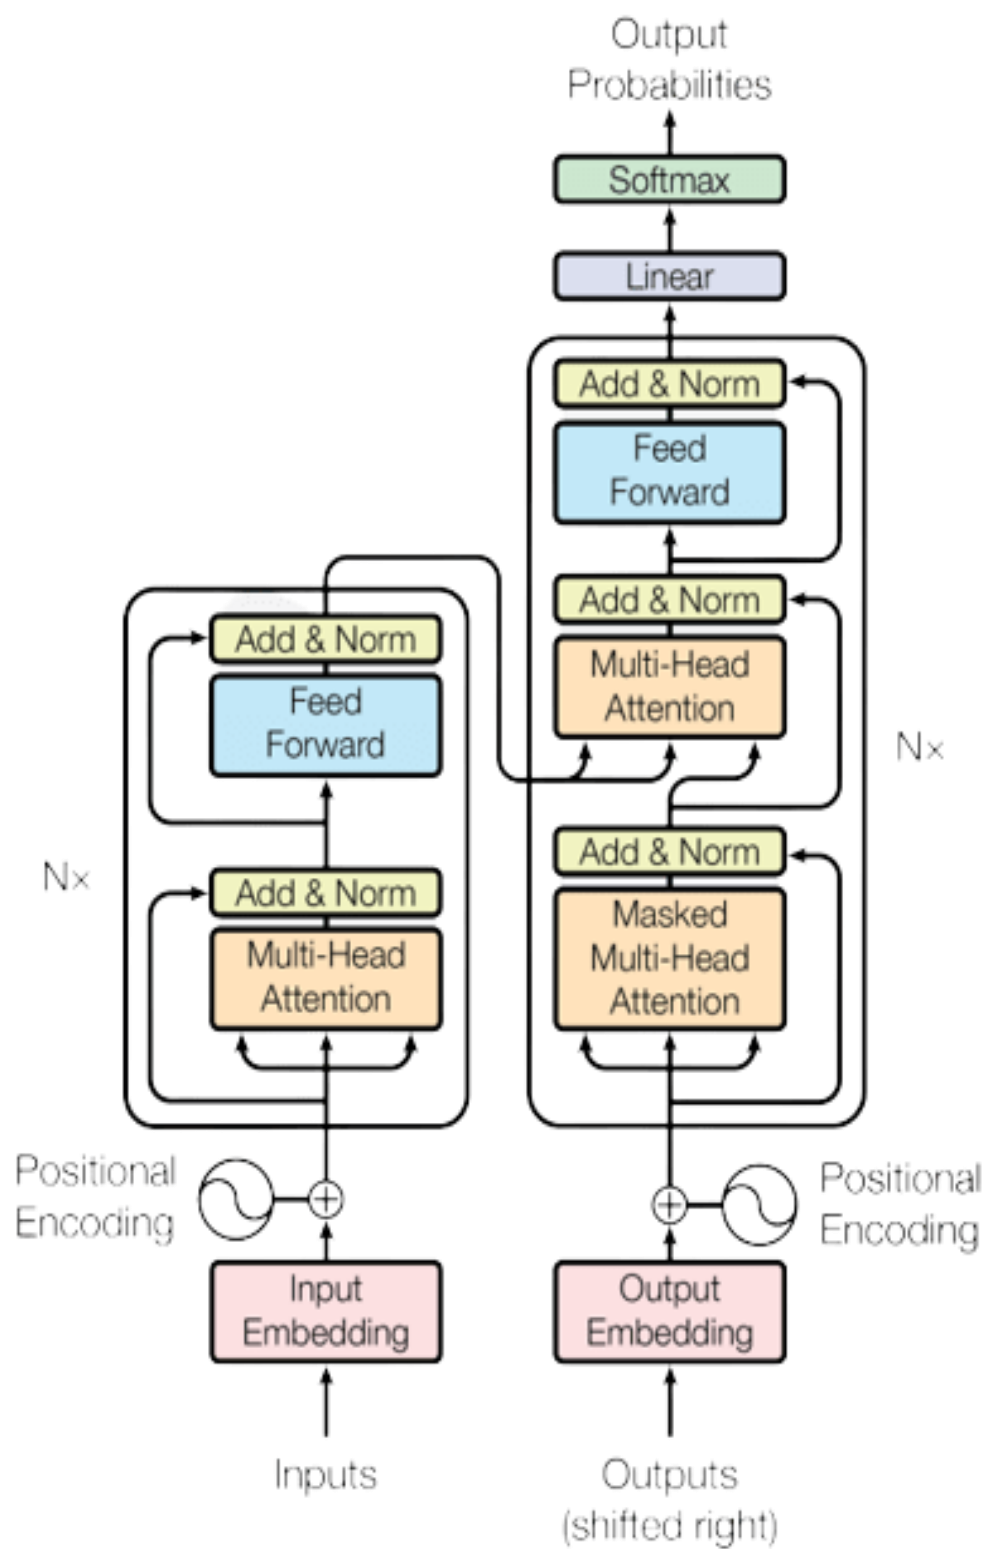 Output
Probabilities
Softmax
Linear
Add & Norm
Feed
Forward
Add & Norm
Multi-Head
Attention
Add & Norm
Masked
Multi-Head
Attention
Nx
Add & Norm
Feed
Forward
Add & Norm
Multi-Head
Attention
Nx
Positional
Encoding
Positional
Encoding
Input
Embedding
Output
Embedding
Inputs
Outputs
(shifted right)